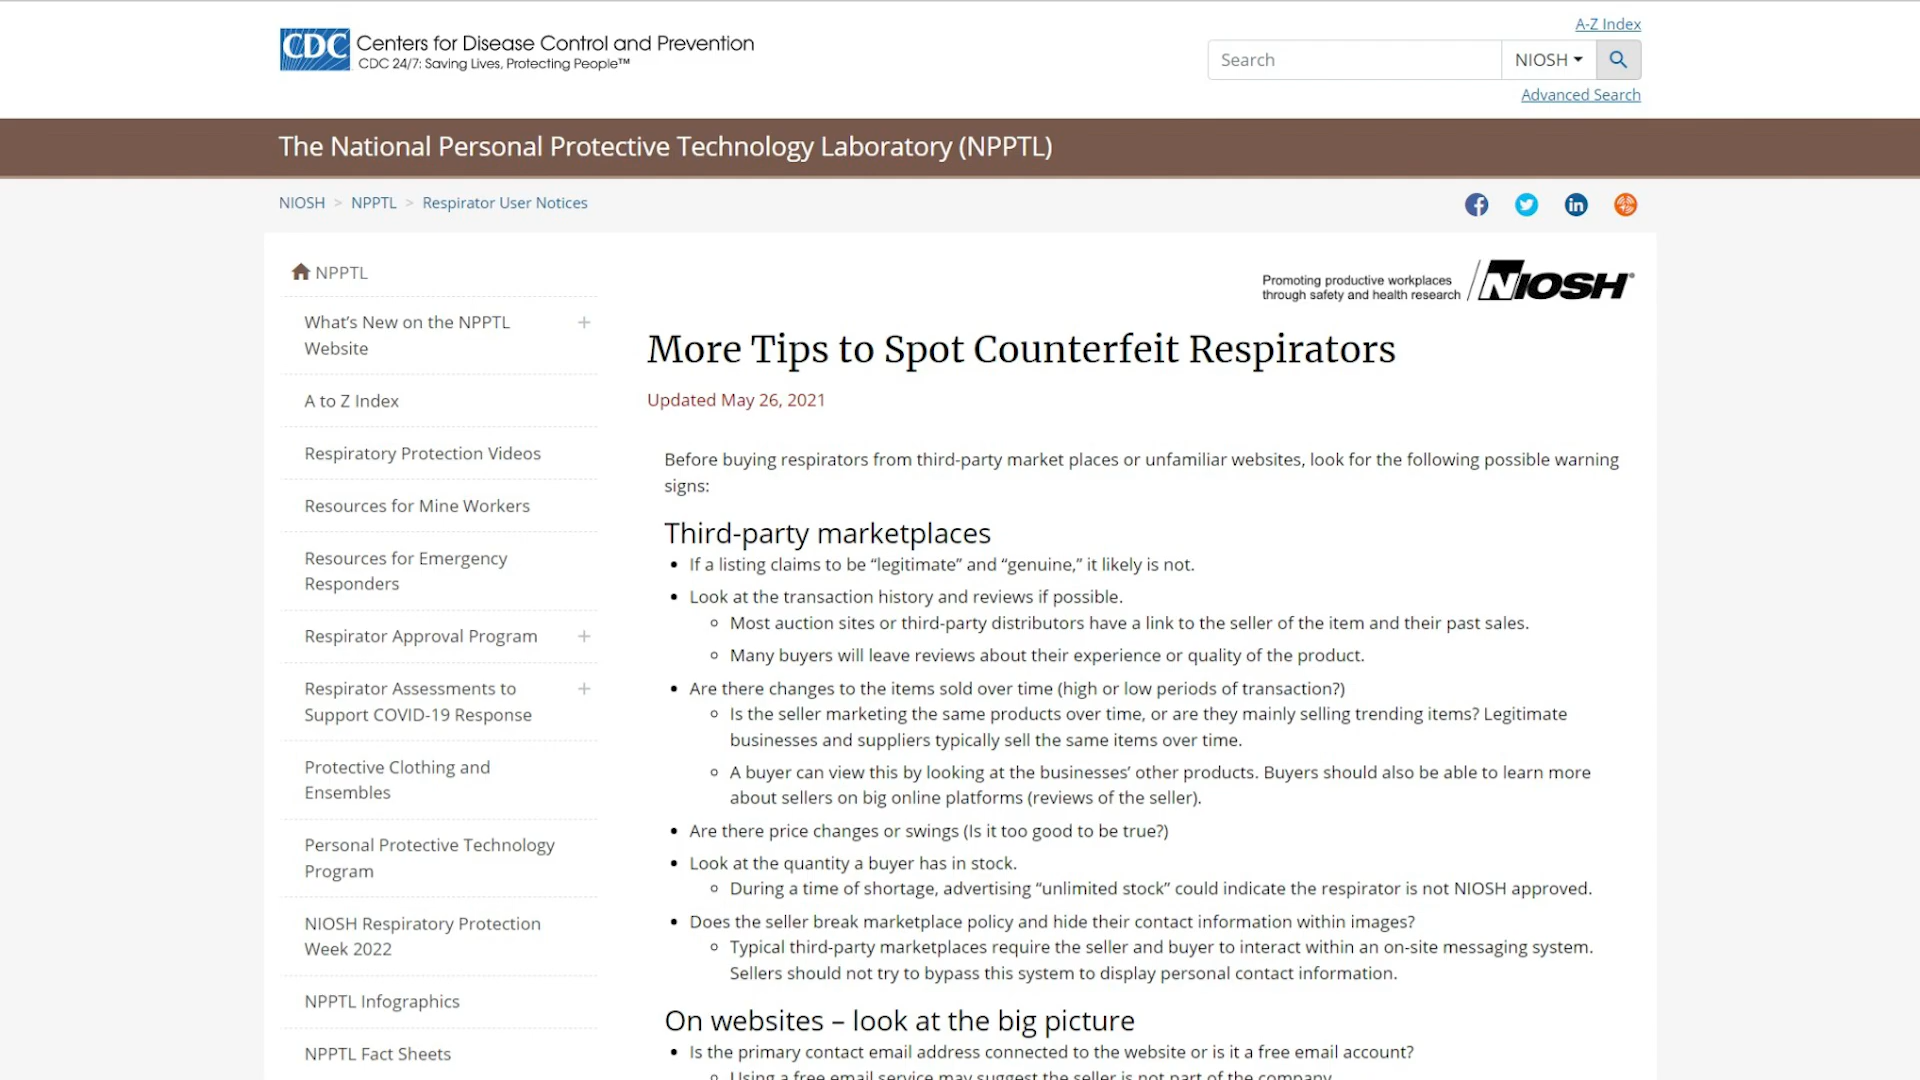 A-Z Index
CDC Centers for Disease Control and Prevention
CDC 24/7: Saving Lives, Protecting People™
Search
NIOSH
Advanced Search
The National Personal Protective Technology Laboratory (NPPTL)
NIOSH > NPPTL > Respirator User Notices
NPPTL
What's New on the NPPTL
Website
A to Z Index
Respiratory Protection Videos
Resources for Mine Workers
Resources for Emergency
Responders
Respirator Approval Program
Respirator Assessments to
Support COVID-19 Response
Protective Clothing and
Ensembles
Personal Protective Technology
Program
NIOSH Respiratory Protection
Week 2022
NPPTL Infographics
NPPTL Fact Sheets
Promoting productive workplaces
through safety and health research
NIOSH®
More Tips to Spot Counterfeit Respirators
Updated May 26, 2021
Before buying respirators from third-party market places or unfamiliar websites, look for the following possible warning
signs:
Third-party marketplaces
• If a listing claims to be “legitimate” and “genuine,” it likely is not.
• Look at the transaction history and reviews if possible.
◦ Most auction sites or third-party distributors have a link to the seller of the item and their past sales.
◦ Many buyers will leave reviews about their experience or quality of the product.
• Are there changes to the items sold over time (high or low periods of transaction?)
◦ Is the seller marketing the same products over time, or are they mainly selling trending items? Legitimate
businesses and suppliers typically sell the same items over time.
◦ A buyer can view this by looking at the businesses’ other products. Buyers should also be able to learn more
about sellers on big online platforms (reviews of the seller).
• Are there price changes or swings (Is it too good to be true?)
• Look at the quantity a buyer has in stock.
◦ During a time of shortage, advertising “unlimited stock” could indicate the respirator is not NIOSH approved.
• Does the seller break marketplace policy and hide their contact information within images?
◦ Typical third-party marketplaces require the seller and buyer to interact within an on-site messaging system.
Sellers should not try to bypass this system to display personal contact information.
On websites – look at the big picture
• Is the primary contact email address connected to the website or is it a free email account?
◦ Using a free email service may suggest the seller is not part of the company.